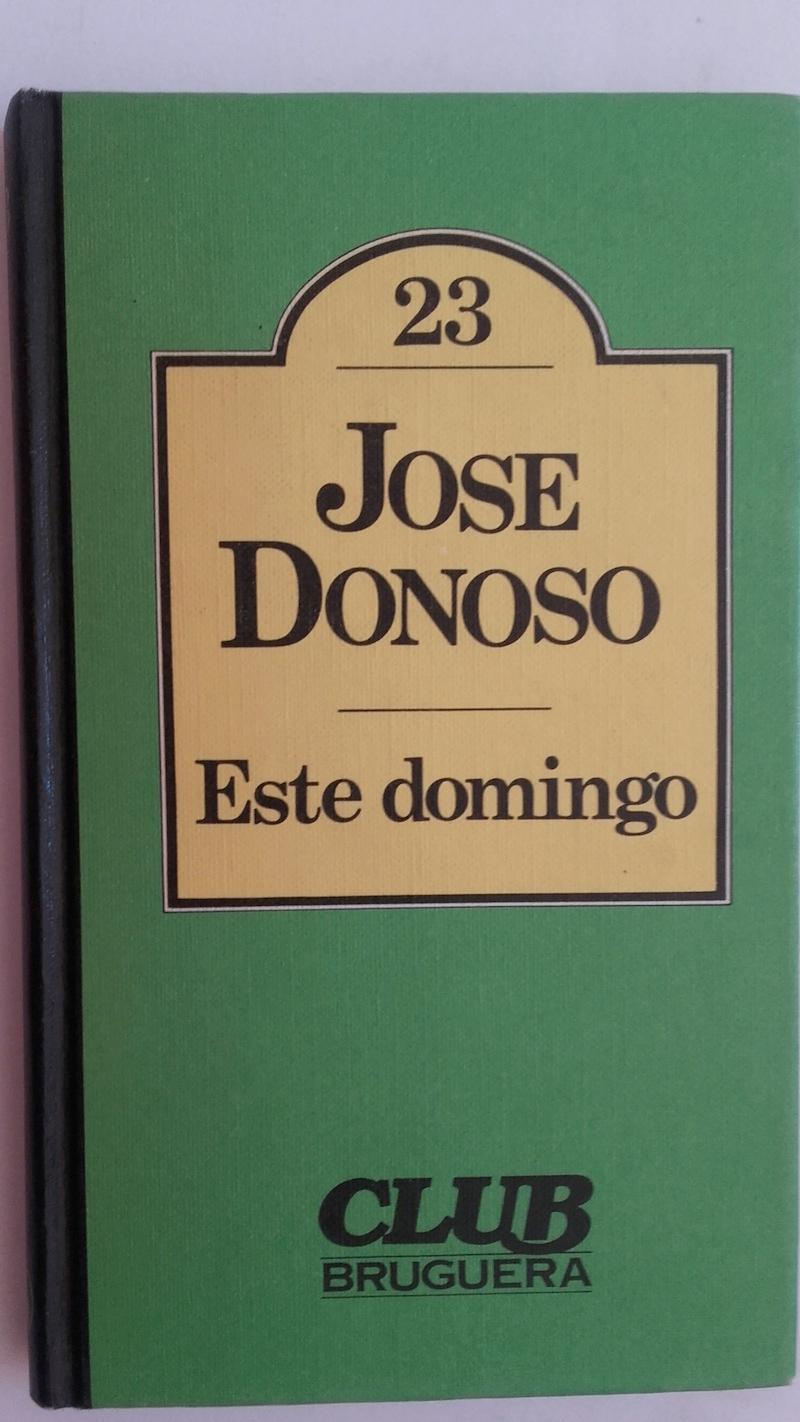 23
JOSE
DONOSO
Este domingo
CLUB
BRUGUERA